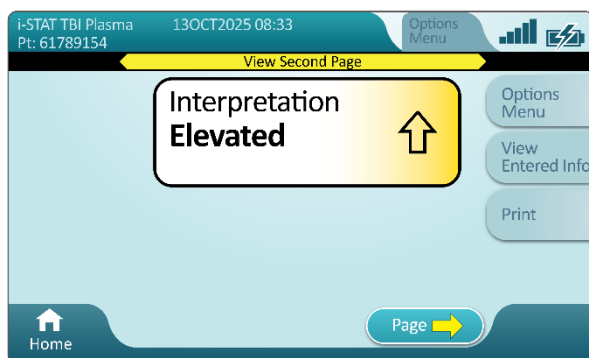 i-STAT TBI Plasma 13OCT2025 08:33
Pt: 61789154
Options
Menu
View Second Page
Interpretation
Elevated
Options
Menu
View
Entered Info
Print
Page
Home